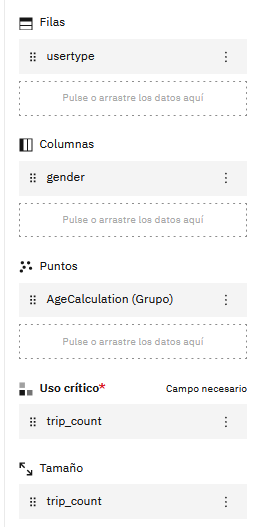 Filas
usertype
Pulse o arrastre los datos aquí
Columnas
gender
Pulse o arrastre los datos aquí
Puntos
AgeCalculation (Grupo)
Pulse o arrastre los datos aquí
Uso crítico* Campo necesario
trip_count
Tamaño
trip_count